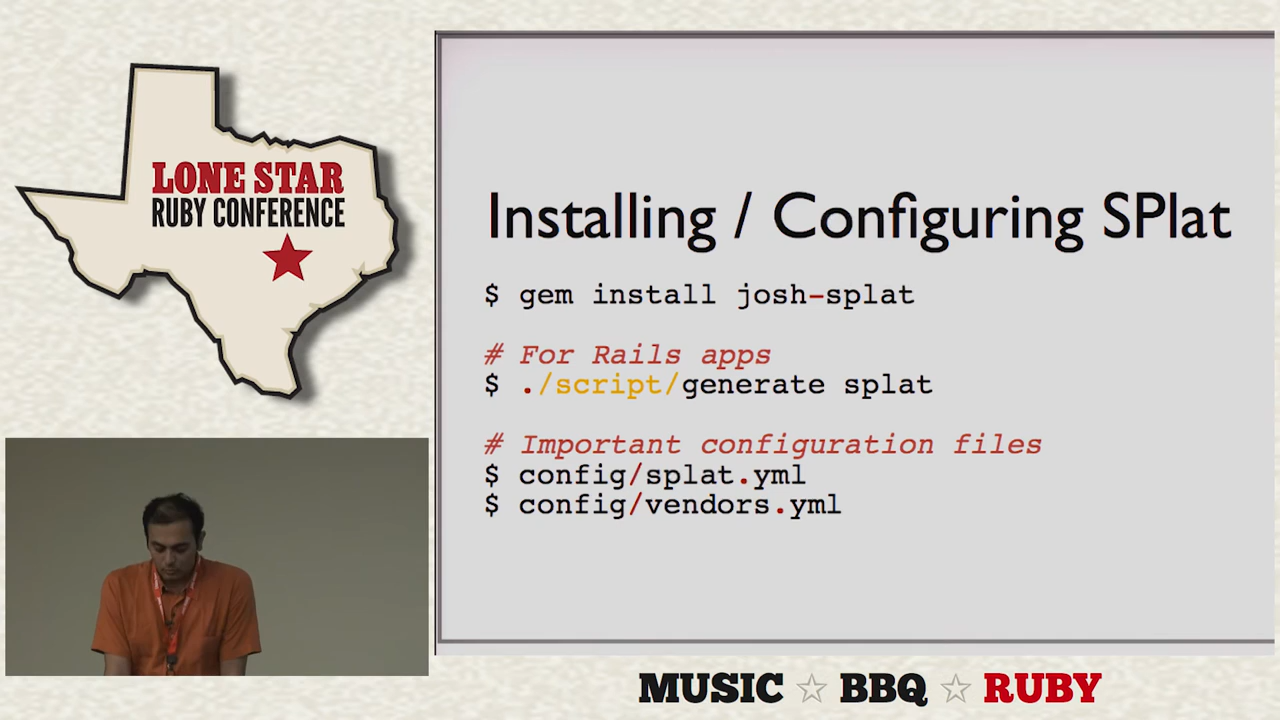 LONE STAR
RUBY CONFERENCE
Installing / Configuring SPlat
$ gem install josh-splat
# For Rails apps
$ ./script/generate splat
# Important configuration files
$ config/splat.yml
$ config/vendors.yml
MUSIC ☆ BBQ ☆ RUBY